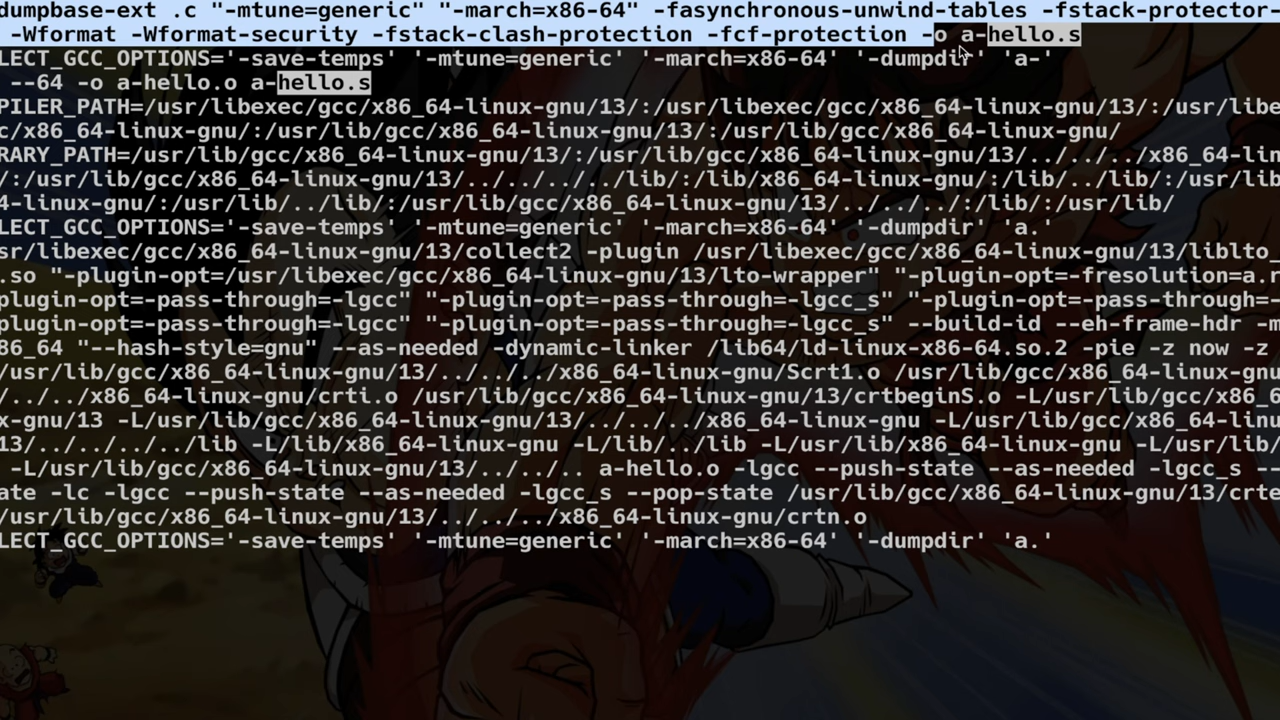 dumpbase-ext .c "-mtune=generic" "-march=x86-64" -fasynchronous-unwind-tables -fstack-protector-
-Wformat -Wformat-security -fstack-clash-protection -fcf-protection -o a-hello.s
LECT_GCC_OPTIONS='-save-temps' '-mtune=generic' '-march=x86-64' '-dumpdir' 'a-'
--64 -o a-hello.o a-hello.s
PILER_PATH=/usr/libexec/gcc/x86_64-linux-gnu/13/:/usr/libexec/gcc/x86_64-linux-gnu/13/:/usr/libe
c/x86_64-linux-gnu/:/usr/lib/gcc/x86_64-linux-gnu/13/:/usr/lib/gcc/x86_64-linux-gnu/
RARY_PATH=/usr/lib/gcc/x86_64-linux-gnu/13/:/usr/lib/gcc/x86_64-linux-gnu/13/../../../x86_64-lin
/:/usr/lib/gcc/x86_64-linux-gnu/13/../../../../lib/:/lib/x86_64-linux-gnu/:/lib/../lib/:/usr/lib
4-linux-gnu/:/usr/lib/../lib/:/usr/lib/gcc/x86_64-linux-gnu/13/../../../:/lib/:/usr/lib/
LECT_GCC_OPTIONS='-save-temps' '-mtune=generic' '-march=x86-64' '-dumpdir' 'a.'
sr/libexec/gcc/x86_64-linux-gnu/13/collect2 -plugin /usr/libexec/gcc/x86_64-linux-gnu/13/liblto_
.so "-plugin-opt=/usr/libexec/gcc/x86_64-linux-gnu/13/lto-wrapper" "-plugin-opt=-fresolution=a.r
plugin-opt=-pass-through=-lgcc" "-plugin-opt=-pass-through=-lgcc_s" "-plugin-opt=-pass-through=-
plugin-opt=-pass-through=-lgcc" "-plugin-opt=-pass-through=-lgcc_s" --build-id --eh-frame-hdr -m
86_64 "--hash-style=gnu" --as-needed -dynamic-linker /lib64/ld-linux-x86-64.so.2 -pie -z now -z
/usr/lib/gcc/x86_64-linux-gnu/13/../../../x86_64-linux-gnu/Scrt1.o /usr/lib/gcc/x86_64-linux-gnu
/../../x86_64-linux-gnu/crti.o /usr/lib/gcc/x86_64-linux-gnu/13/crtbeginS.o -L/usr/lib/gcc/x86_6
x-gnu/13 -L/usr/lib/gcc/x86_64-linux-gnu/13/../../../x86_64-linux-gnu -L/usr/lib/gcc/x86_64-linu
13/../../../../lib -L/lib/x86_64-linux-gnu -L/lib/../lib -L/usr/lib/x86_64-linux-gnu -L/usr/lib/
-L/usr/lib/gcc/x86_64-linux-gnu/13/../../.. a-hello.o -lgcc --push-state --as-needed -lgcc_s --
ate -lc -lgcc --push-state --as-needed -lgcc_s --pop-state /usr/lib/gcc/x86_64-linux-gnu/13/crte
/usr/lib/gcc/x86_64-linux-gnu/13/../../../x86_64-linux-gnu/crtn.o
LECT_GCC_OPTIONS='-save-temps' '-mtune=generic' '-march=x86-64' '-dumpdir' 'a.'